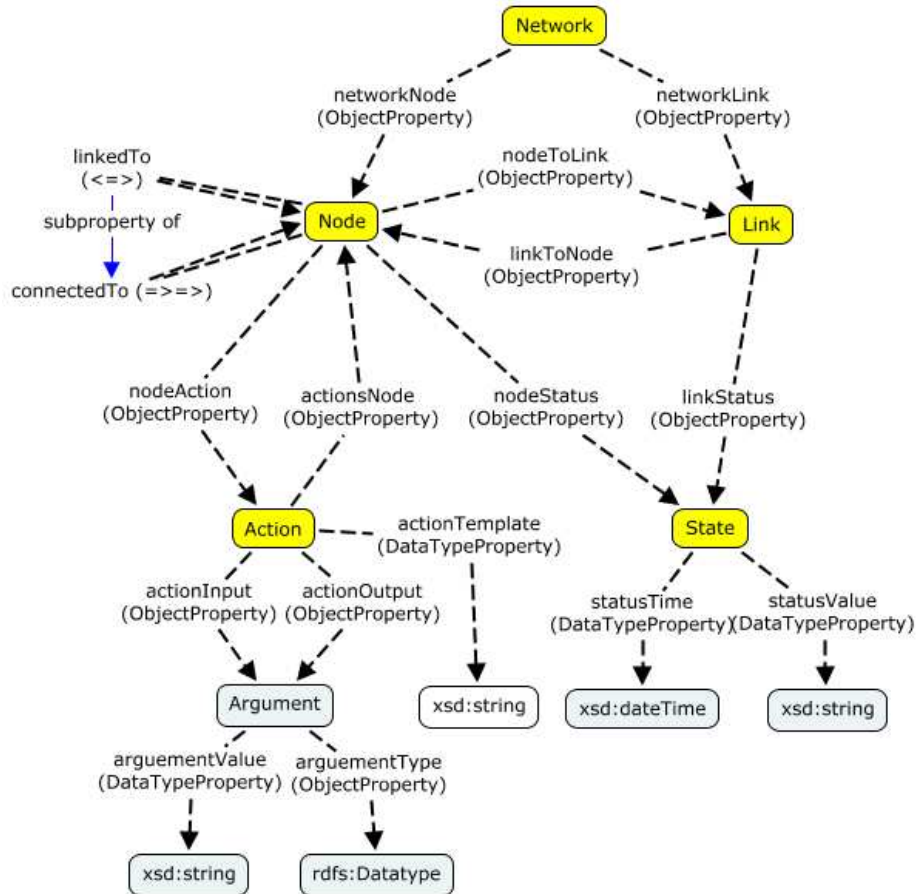 Network
networkNode
(ObjectProperty)
networkLink
(ObjectProperty)
linkedTo
(<=>)
nodeToLink
(ObjectProperty)
subproperty of
Node
Link
linkToNode
(ObjectProperty)
connectedTo (=>=>)
nodeAction
(ObjectProperty)
actionsNode
(ObjectProperty)
nodeStatus
(ObjectProperty)
linkStatus
(ObjectProperty)
Action
actionTemplate
(DataTypeProperty)
State
actionInput
(ObjectProperty)
actionOutput
(ObjectProperty)
statusTime
(DataTypeProperty)
statusValue
(DataTypeProperty)
Argument
xsd:string
xsd:dateTime
xsd:string
arguementValue
(DataTypeProperty)
arguementType
(ObjectProperty)
xsd:string
rdfs:Datatype